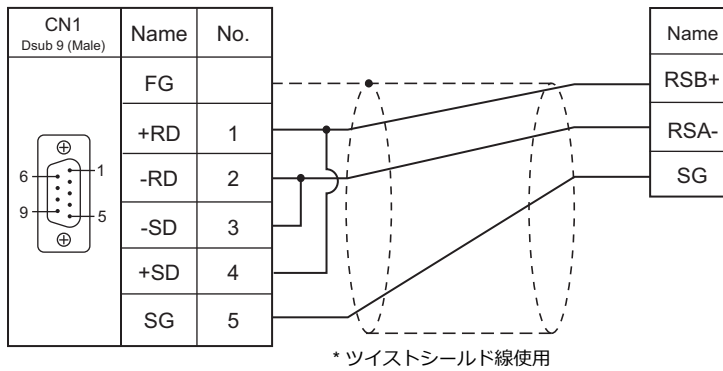 CN1
Dsub 9 (Male)
Name No.
FG
+RD 1
-RD 2
-SD 3
+SD 4
SG 5
6 1
9 5
Name
RSB+
RSA-
SG
* ツイストシールド線使用